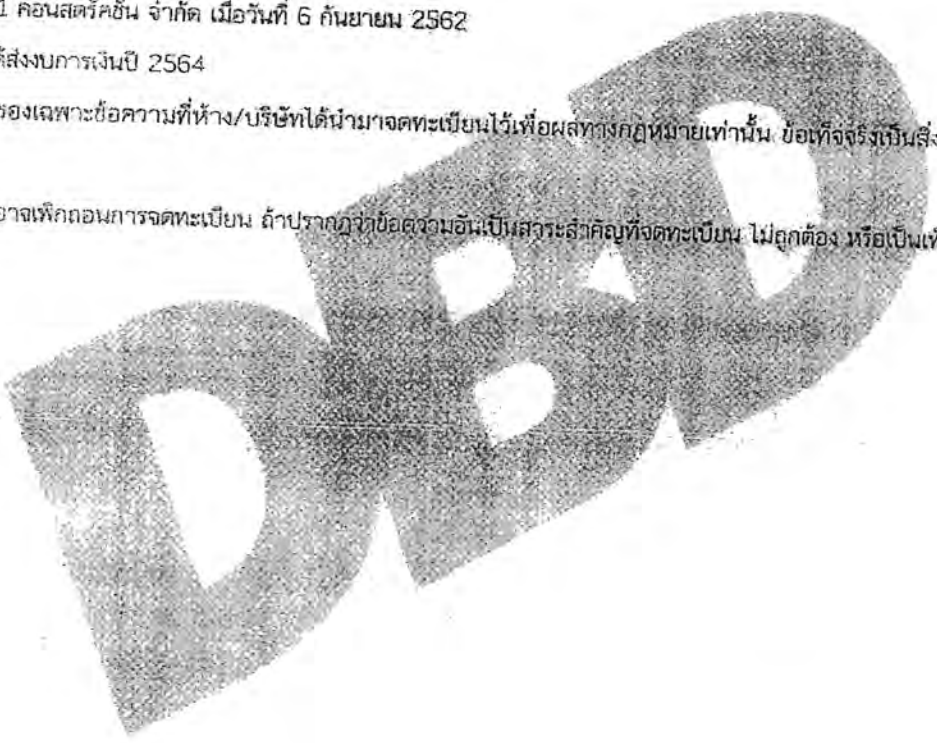 คอนสตรัคชั่น จำกัด เมื่อวันที่ 6 กันยายน 2562
ส่งงบการเงินปี 2564
รองเฉพาะข้อความที่ห้าง/บริษัทได้นำมาจดทะเบียนไว้เพื่อผลทางกฎหมายเท่านั้น ข้อเท็จจริงเป็นสิ่ง
อาจเพิกถอนการจดทะเบียน ถ้าปรากฏว่าข้อความอันเป็นสาระสำคัญที่จดทะเบียน ไม่ถูกต้อง หรือเป็นเท
DBD